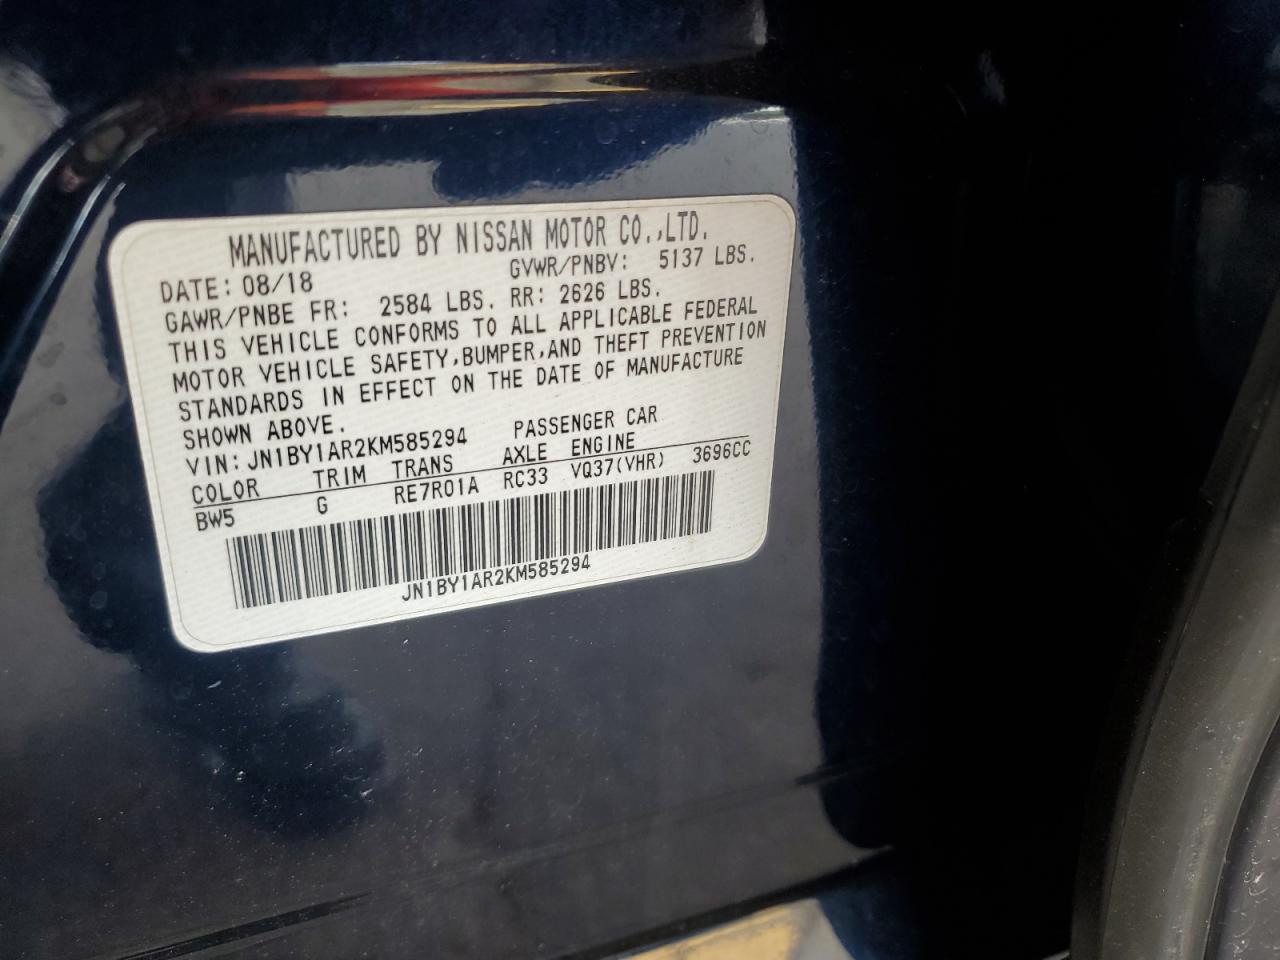 MANUFACTURED BY NISSAN MOTOR CO.,LTD.
DATE: 08/18 GVWR/PNBV: 5137 LBS.
GAWR/PNBE FR: 2584 LBS. RR: 2626 LBS.
THIS VEHICLE CONFORMS TO ALL APPLICABLE FEDERAL
MOTOR VEHICLE SAFETY,BUMPER,AND THEFT PREVENTION
STANDARDS IN EFFECT ON THE DATE OF MANUFACTURE
SHOWN ABOVE.
VIN: JN1BY1AR2KM585294 PASSENGER CAR
COLOR TRIM TRANS AXLE ENGINE
BW5 G RE7R01A RC33 VQ37(VHR) 3696CC
JN1BY1AR2KM585294